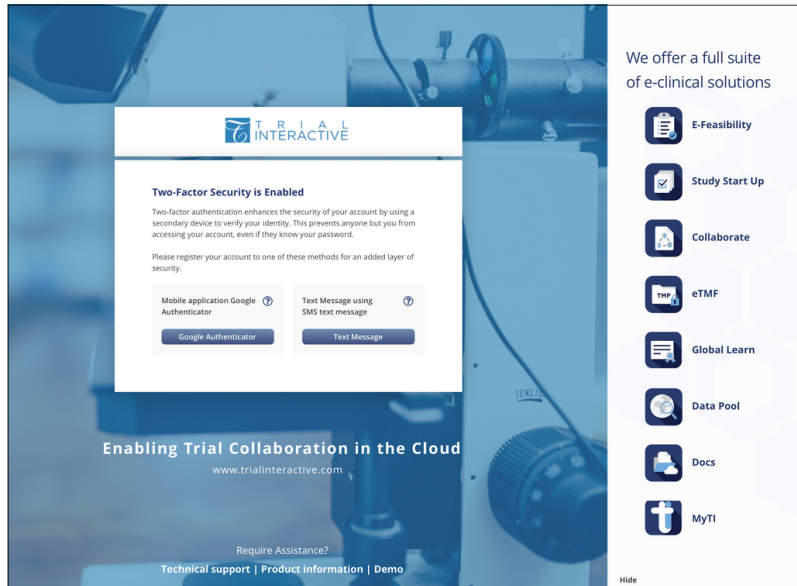 T R I A L
INTERACTIVE
Two-Factor Security is Enabled
Two-factor authentication enhances the security of your account by using a
secondary device to verify your identity. This prevents anyone but you from
accessing your account, even if they know your password.
Please register your account to one of these methods for an added layer of
security.
Mobile application Google
Authenticator
?
Google Authenticator
Text Message using
SMS text message
?
Text Message
TENSIO
Enabling Trial Collaboration in the Cloud
www.trialinteractive.com
Require Assistance?
Technical support | Product information | Demo
We offer a full suite
of e-clinical solutions
E-Feasibility
Study Start Up
Collaborate
TMF
eTMF
Global Learn
Data Pool
Docs
MyTI
Hide